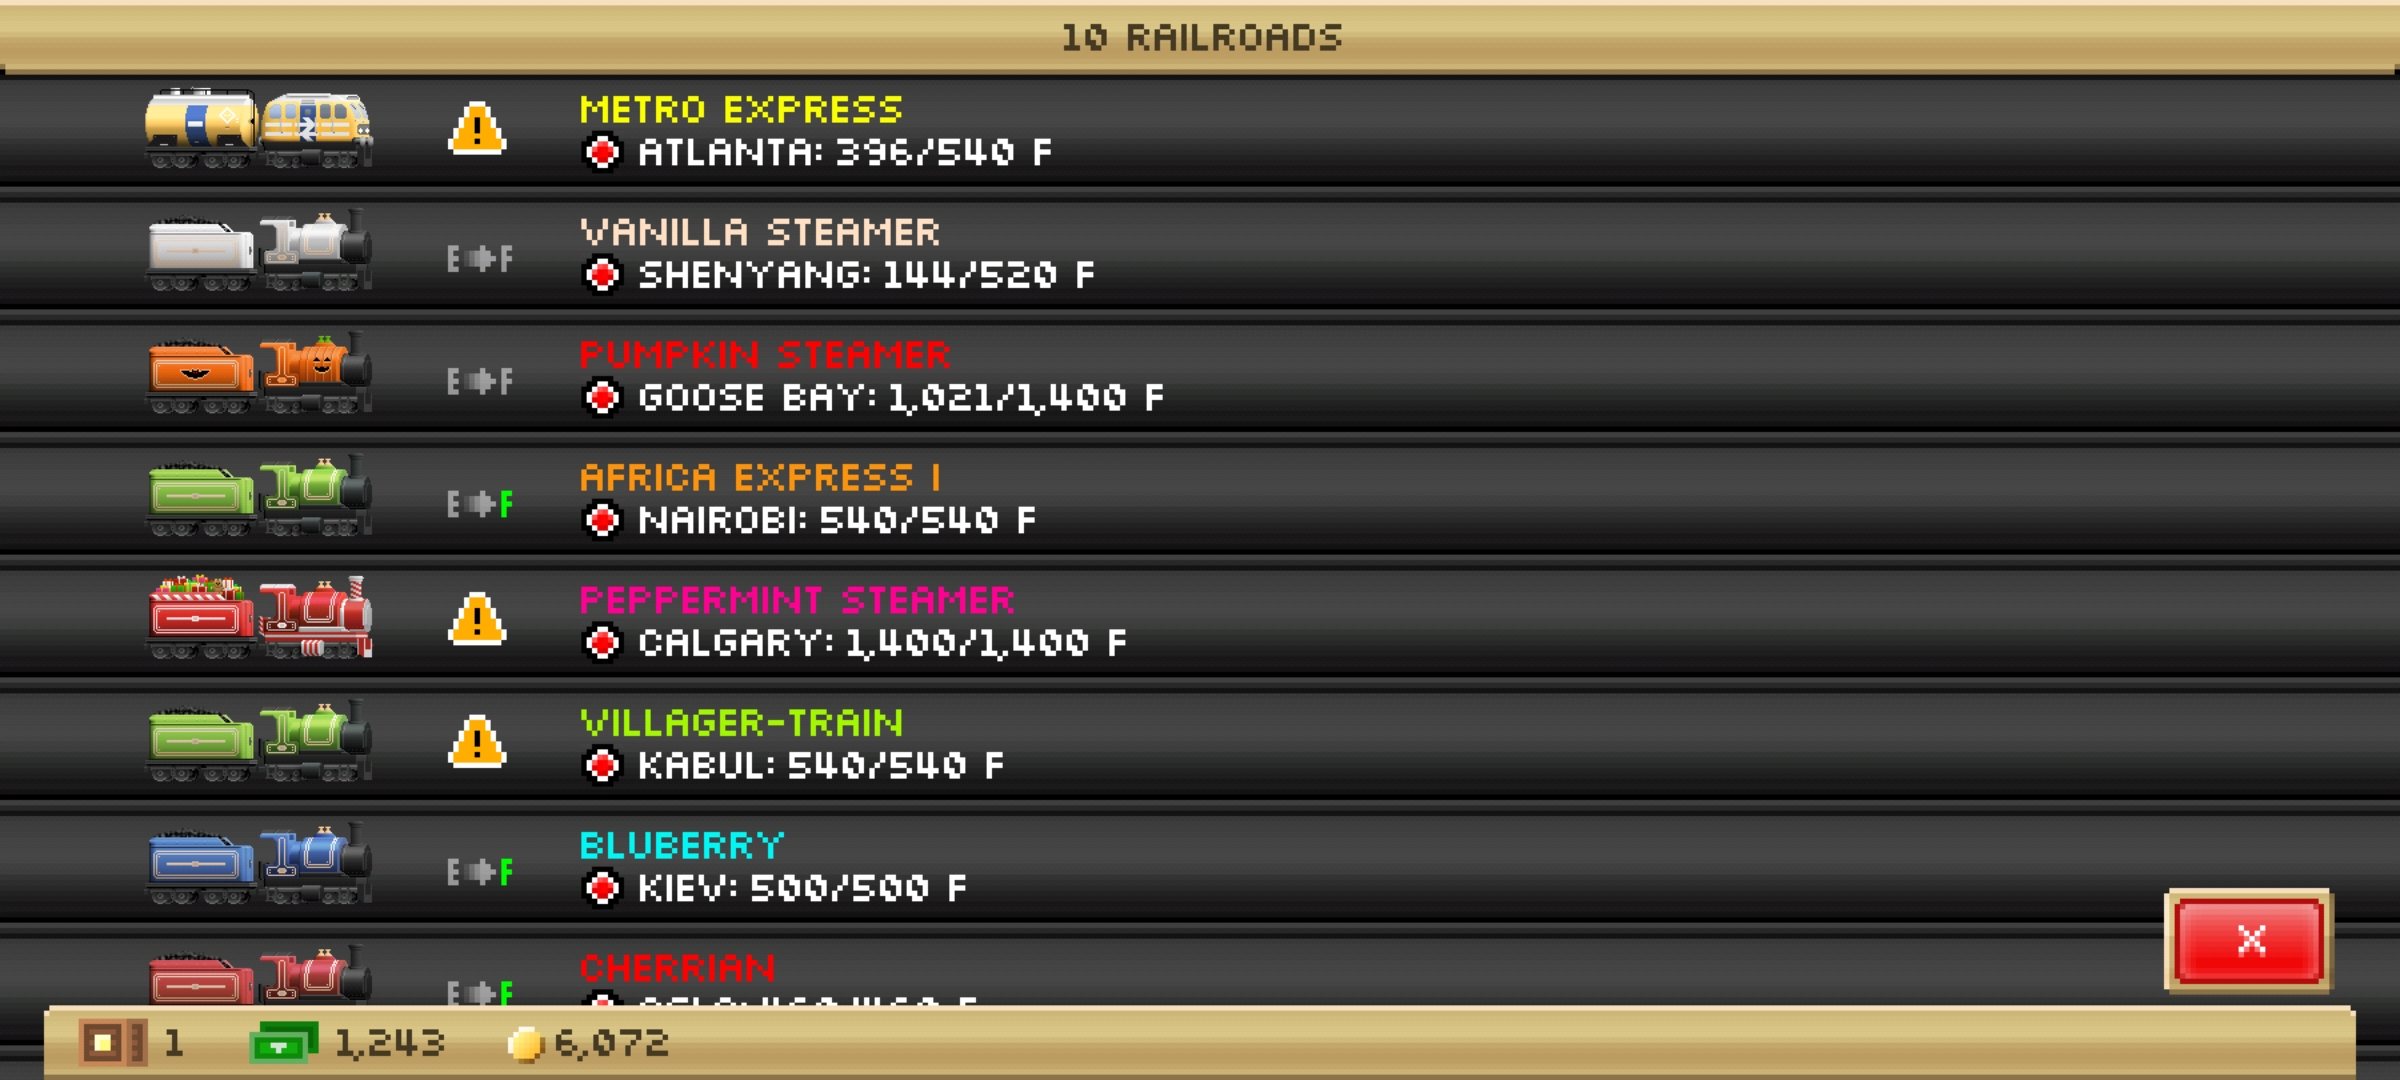 10 RAILROADS
METRO EXPRESS
ATLANTA: 396/540 F
VANILLA STEAMER
E F
SHENYANG: 144/520 F
PUMPKIN STEAMER
E F
GOOSE BAY: 1,021/1,400 F
AFRICA EXPRESS I
E F
NAIROBI: 540/540 F
PEPPERMINT STEAMER
CALGARY: 1,400/1,400 F
VILLAGER-TRAIN
KABUL: 540/540 F
BLUBERRY
E F
KIEV: 500/500 F
CHERRIAN
E F
X
1 1,243 6,072